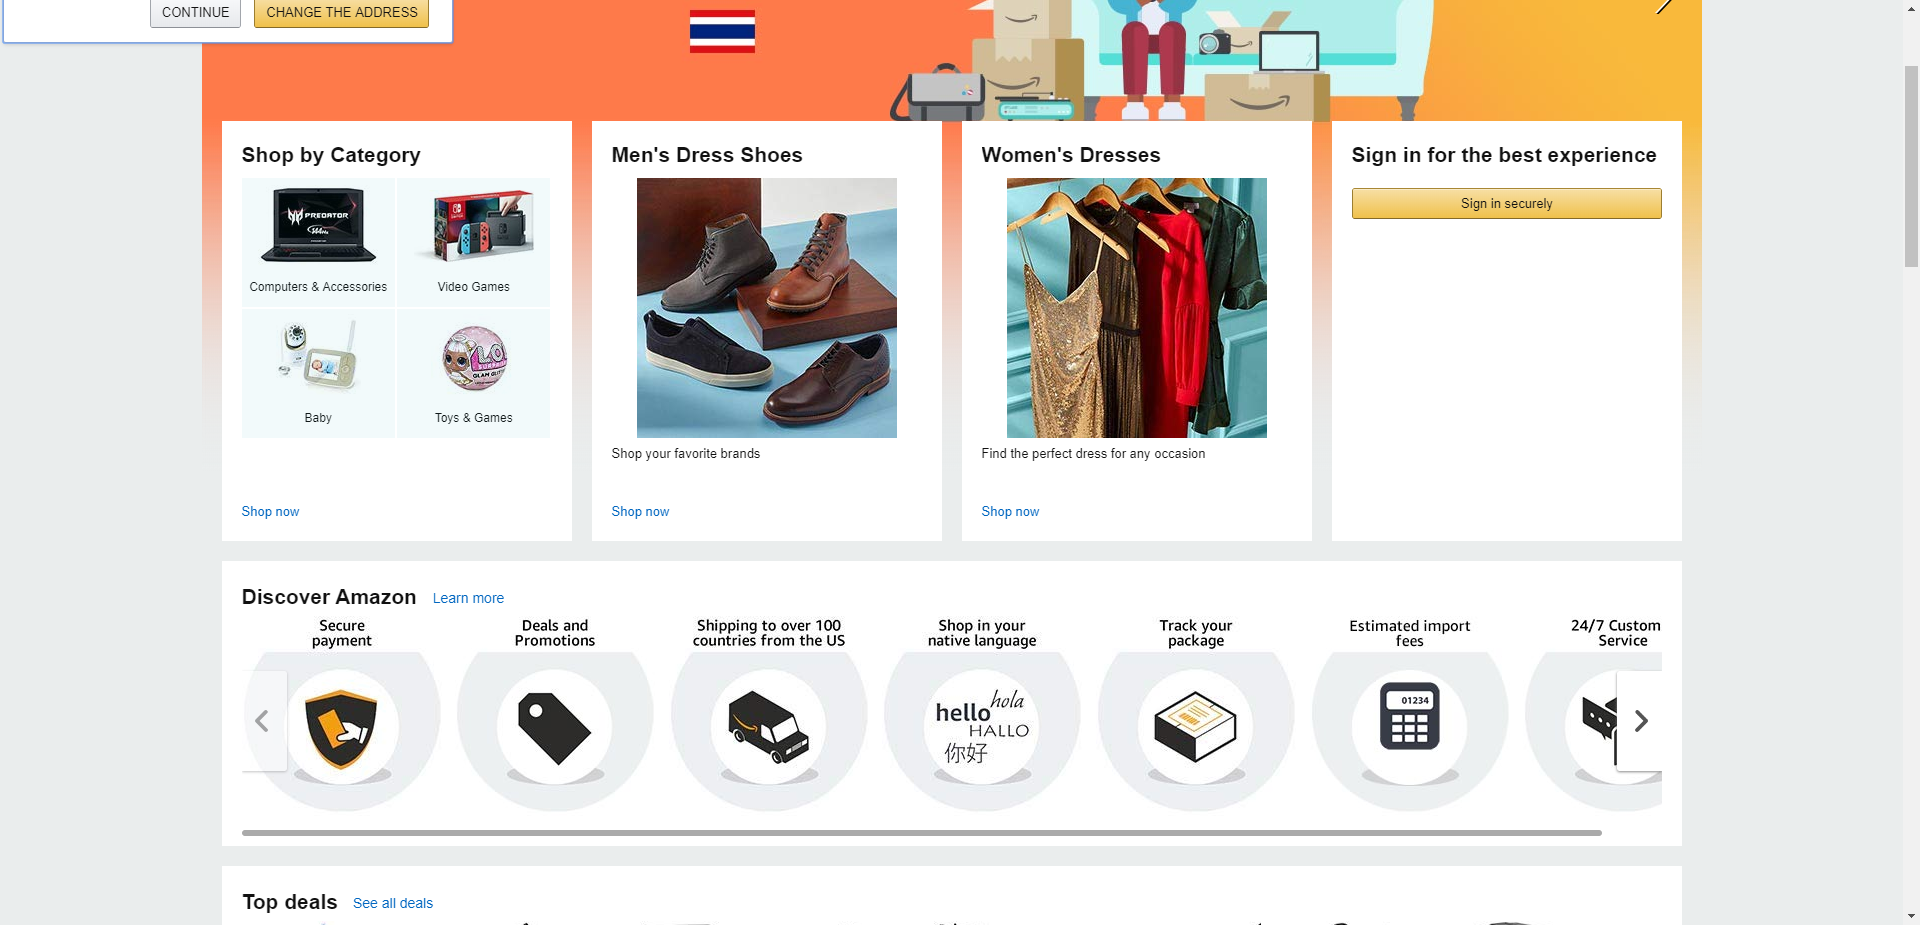 CONTINUE
CHANGE THE ADDRESS
Shop by Category
PREDATOR
144Hz
Computers & Accessories
Video Games
Baby
Toys & Games
Shop now
Men's Dress Shoes
Shop your favorite brands
Shop now
Women's Dresses
Find the perfect dress for any occasion
Shop now
Sign in for the best experience
Sign in securely
Discover Amazon
Learn more
Secure
payment
Deals and
Promotions
Shipping to over 100
countries from the US
Shop in your
native language
hola
hello
HALLO
你好
Track your
package
Estimated import
fees
01234
24/7 Custom
Service
Top deals
See all deals